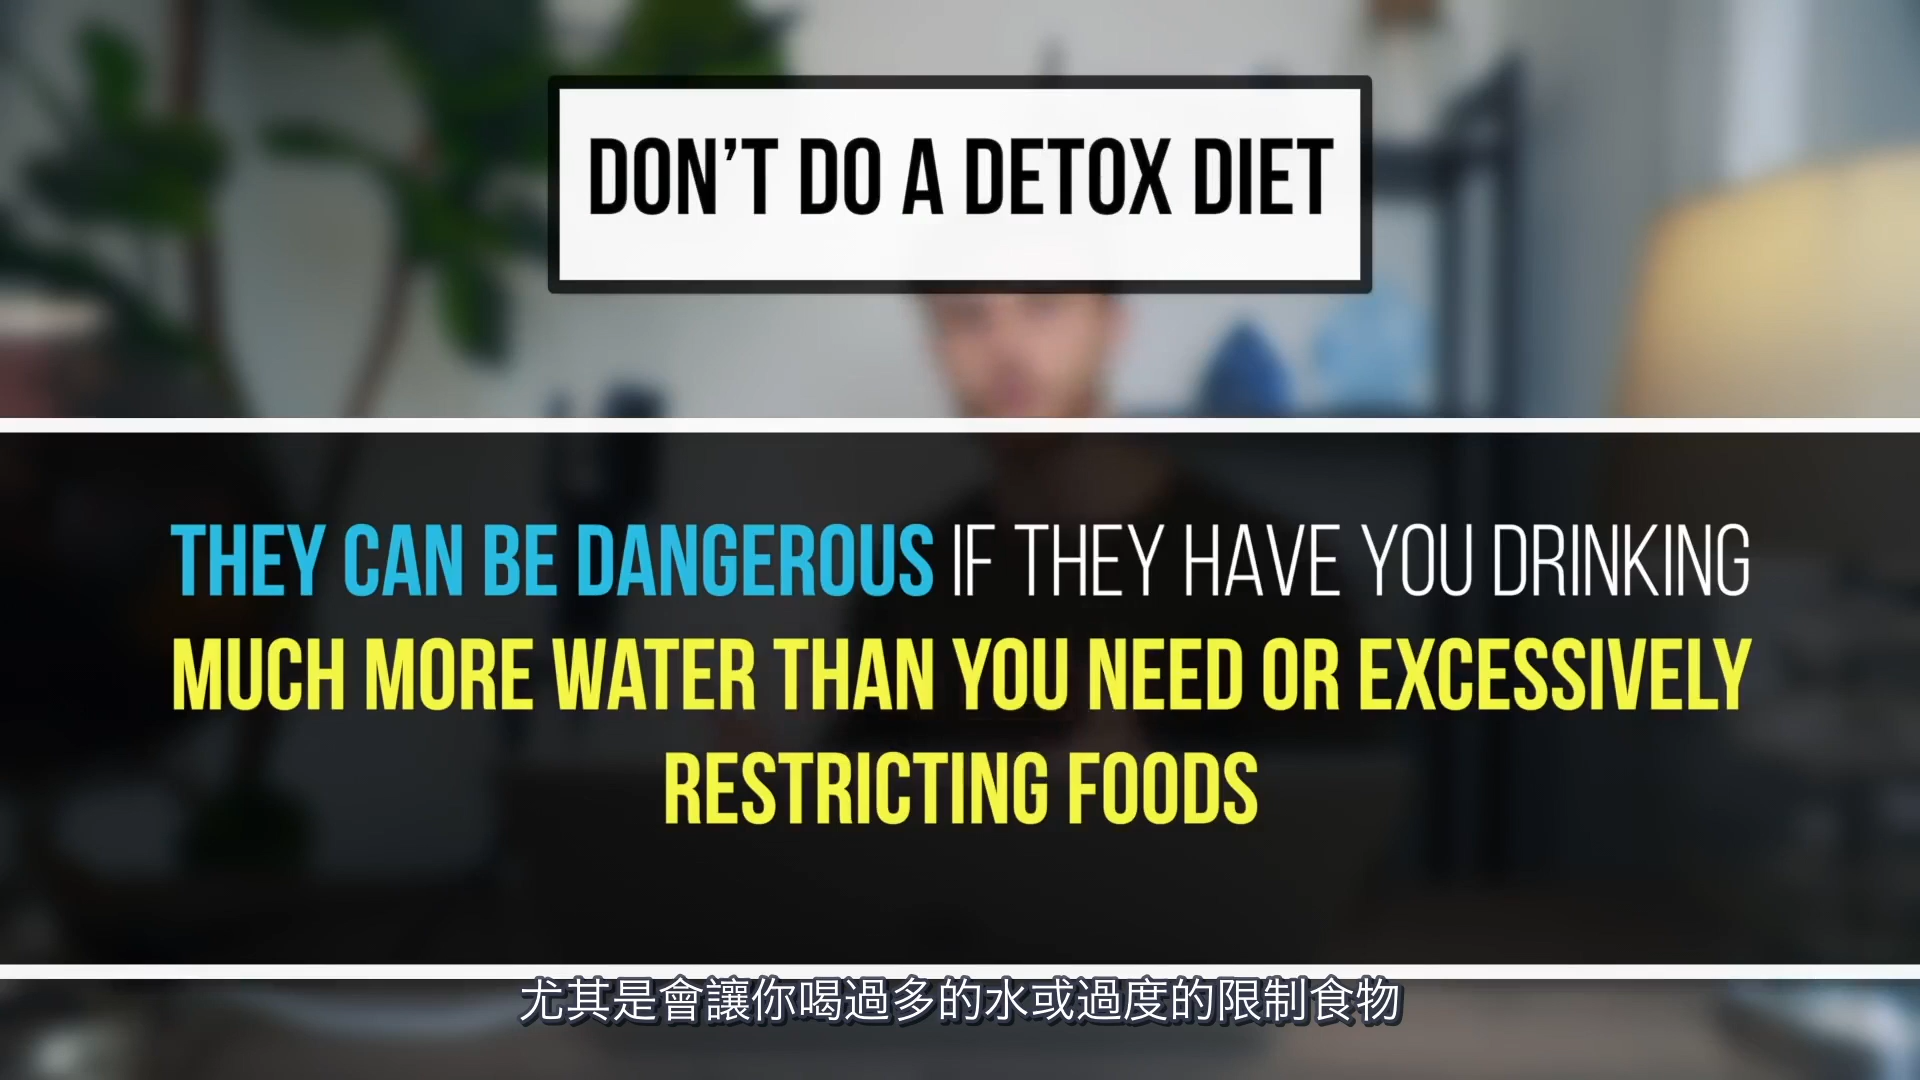 DON'T DO A DETOX DIET
THEY CAN BE DANGEROUS IF THEY HAVE YOU DRINKING
MUCH MORE WATER THAN YOU NEED OR EXCESSIVELY
RESTRICTING FOODS
尤其是會讓你喝過多的水或過度的限制食物